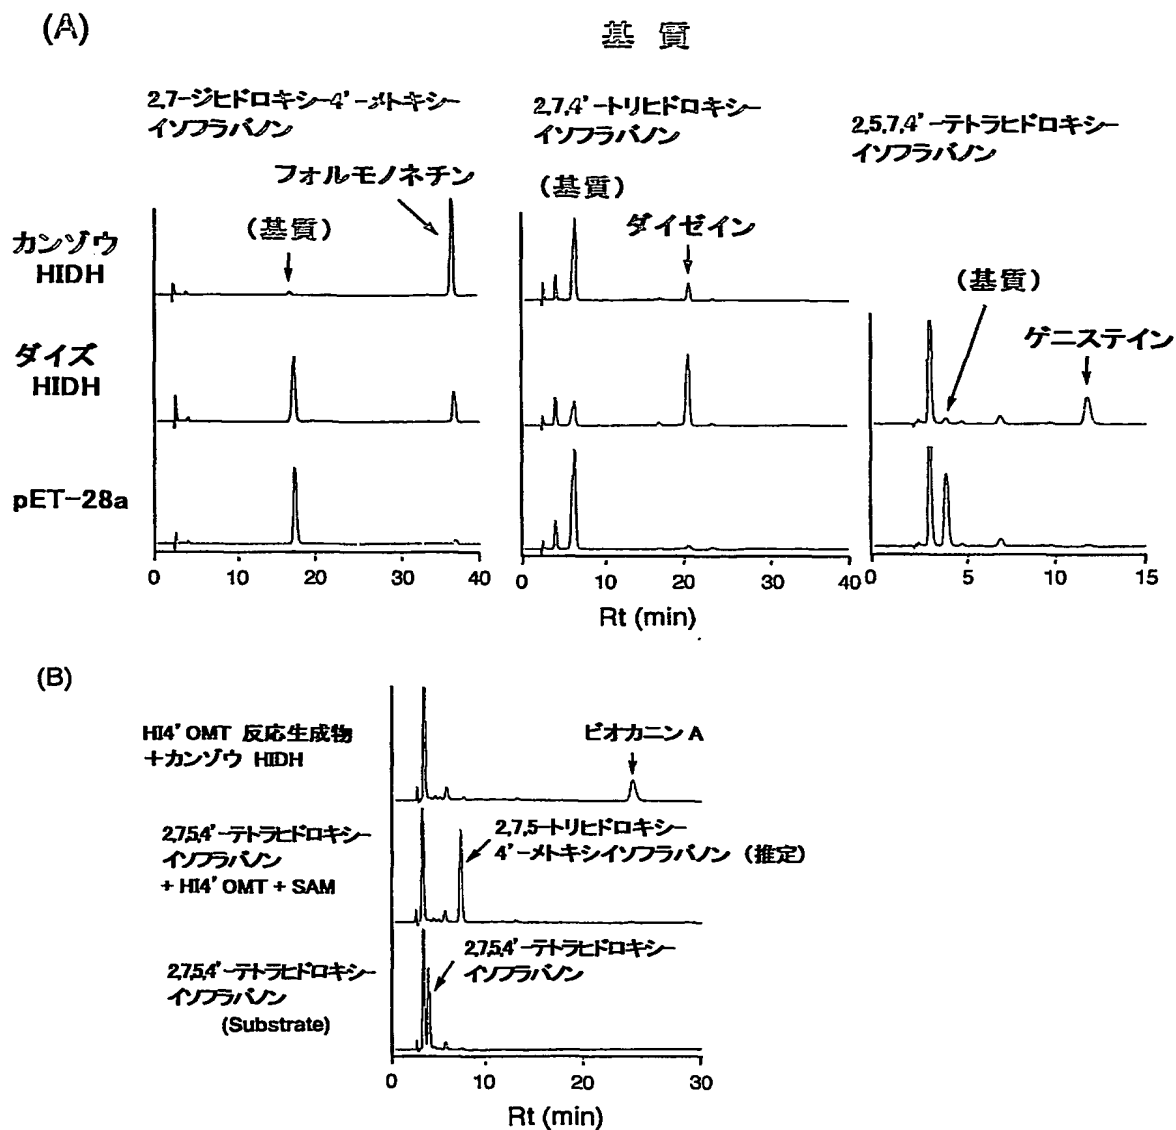 (A)
基 質
2,7-ジヒドロキシ-4'-メトキシ-
イソフラバノン
2,7,4'-トリヒドロキシ-
イソフラバノン
2,5,7,4'-テトラヒドロキシ-
イソフラバノン
フォルモノネチン
(基質)
(基質)
ダイゼイン
(基質)
ゲニステイン
カンゾウ
HIDH
ダイズ
HIDH
pET-28a
0 10 20 30 40
0 10 20 30 40
0 5 10 15
Rt (min)
(B)
HI4' OMT 反応生成物
+カンゾウ HIDH
ビオカニン A
2,7,5,4'-テトラヒドロキシ-
イソフラバノン
+ HI4' OMT + SAM
2,7,5-トリヒドロキシ-
4'-メトキシイソフラバノン (推定)
2,7,5,4'-テトラヒドロキシ-
イソフラバノン
(Substrate)
2,7,5,4'-テトラヒドロキシ-
イソフラバノン
0 10 20 30
Rt (min)